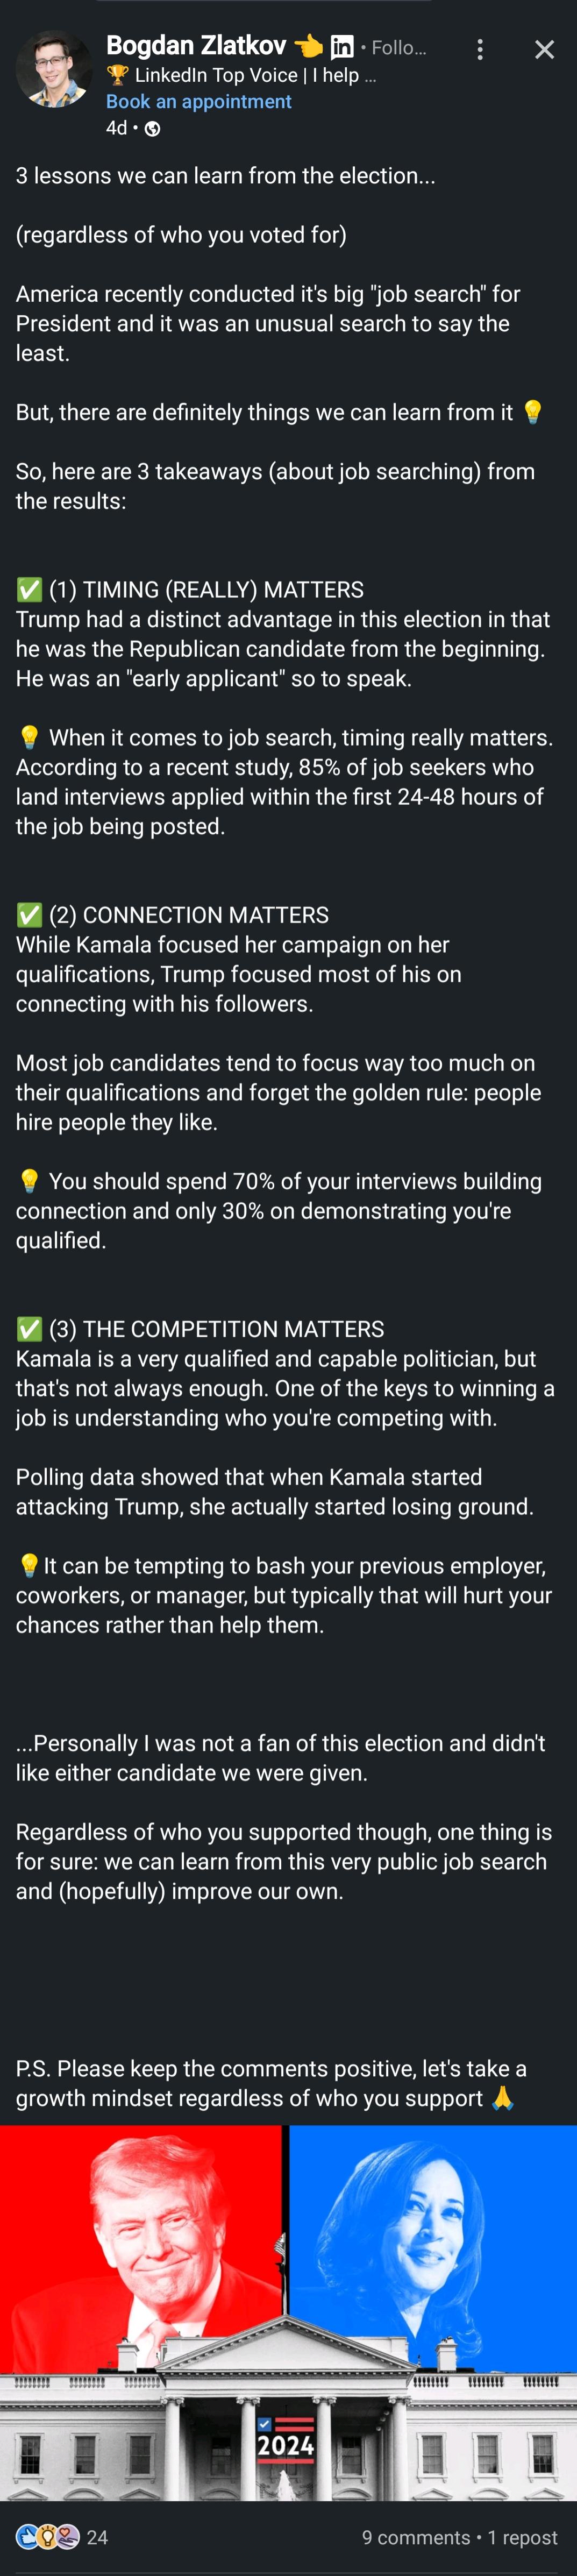 Bogdan Zlatkov 👈 in • Follo...
🏆 LinkedIn Top Voice | I help ...
Book an appointment
4d •
3 lessons we can learn from the election...
(regardless of who you voted for)
America recently conducted it's big "job search" for
President and it was an unusual search to say the
least.
But, there are definitely things we can learn from it 💡
So, here are 3 takeaways (about job searching) from
the results:
✅ (1) TIMING (REALLY) MATTERS
Trump had a distinct advantage in this election in that
he was the Republican candidate from the beginning.
He was an "early applicant" so to speak.
💡 When it comes to job search, timing really matters.
According to a recent study, 85% of job seekers who
land interviews applied within the first 24-48 hours of
the job being posted.
✅ (2) CONNECTION MATTERS
While Kamala focused her campaign on her
qualifications, Trump focused most of his on
connecting with his followers.
Most job candidates tend to focus way too much on
their qualifications and forget the golden rule: people
hire people they like.
💡 You should spend 70% of your interviews building
connection and only 30% on demonstrating you're
qualified.
✅ (3) THE COMPETITION MATTERS
Kamala is a very qualified and capable politician, but
that's not always enough. One of the keys to winning a
job is understanding who you're competing with.
Polling data showed that when Kamala started
attacking Trump, she actually started losing ground.
💡It can be tempting to bash your previous employer,
coworkers, or manager, but typically that will hurt your
chances rather than help them.
...Personally I was not a fan of this election and didn't
like either candidate we were given.
Regardless of who you supported though, one thing is
for sure: we can learn from this very public job search
and (hopefully) improve our own.
P.S. Please keep the comments positive, let's take a
growth mindset regardless of who you support 🙏
2024
24
9 comments • 1 repost